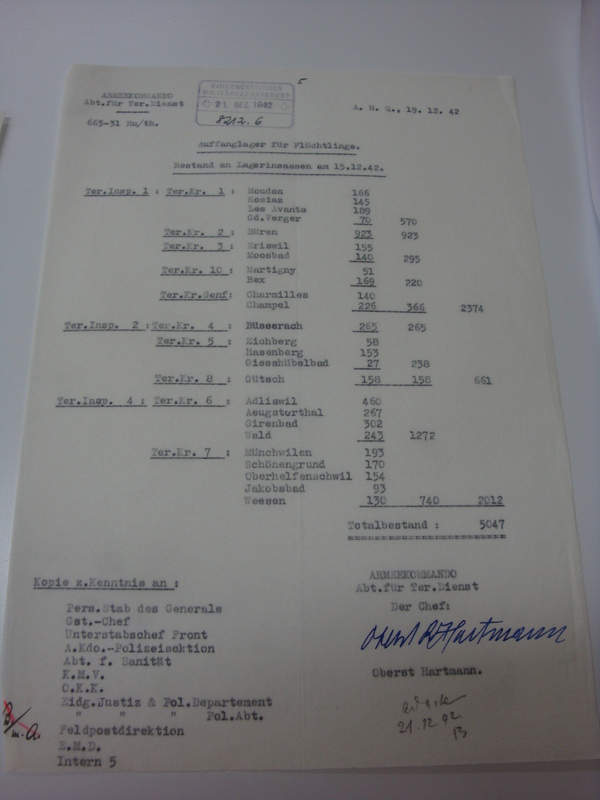 5
ARMEEKOMMANDO
Abt.für Ter.Dienst
21. DEZ. 1942
8212.6
A. H. Q., 19. 12. 42
665-31 Hu/th.
Auffanglager für Flüchtlinge.
Bestand an Lagerinsassen am 15.12.42.
Ter.Insp. 1 : Ter.Kr. 1 : Moudon 166
145
Les Avants 189
Gd.Verger 70 570
Ter.Kr. 2 : Büren 923 923
Ter.Kr. 3 : Eriswil 155
Moosbad 140 295
Ter.Kr. 10 : Martigny 51
Bex 169 220
Ter.Kr.Genf: Charmilles 140
Champel 226 366 2374
Ter.Insp. 2 : Ter.Kr. 4 : Büsserach 265 265
Ter.Kr. 5 : Eichberg 58
Hasenberg 153
Gieschübelbad 27 238
Ter.Kr. 8 : Gütsch 158 158 661
Ter.Insp. 4 : Ter.Kr. 6 : Adliswil 460
Aeugsterthal 267
Girenbad 302
Wald 243 1272
Ter.Kr. 7 : Münchwilen 193
Schönengrund 170
Oberhelfenschwil 154
Jakobsbad 93
Weesen 130 740 2012
Totalbestand : 5047
Kopie z.Kenntnis an :
Pers.Stab des Generals
Gst.-Chef
Unterstabschef Front
A.Kdo.-Polizeisektion
Abt. f. Sanität
K.M.V.
O.K.K.
Eidg.Justiz & Pol.Departement
" " " Pol.Abt.
Feldpostdirektion
E.M.D.
Intern 5
ARMEEKOMMANDO
Abt.für Ter.Dienst
Der Chef:
Oberst Hartmann
Oberst Hartmann.
21.12.42.
B